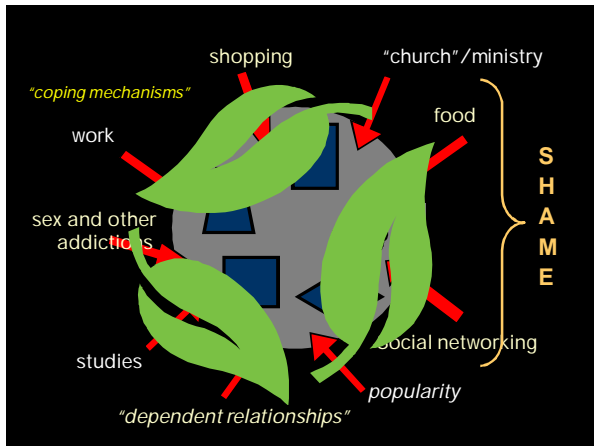 shopping
“church”/ministry
“coping mechanisms”
food
work
sex and other
addictions
social networking
studies
popularity
“dependent relationships”
S
H
A
M
E